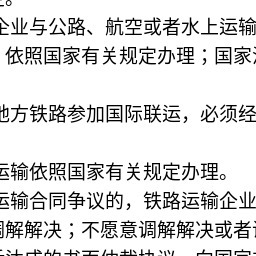 企业与公路、航空或者水上运输
依照国家有关规定办理；国家
地方铁路参加国际联运，必须经
运输依照国家有关规定办理。
运输合同争议的，铁路运输企业
调解解决；不愿意调解解决或者